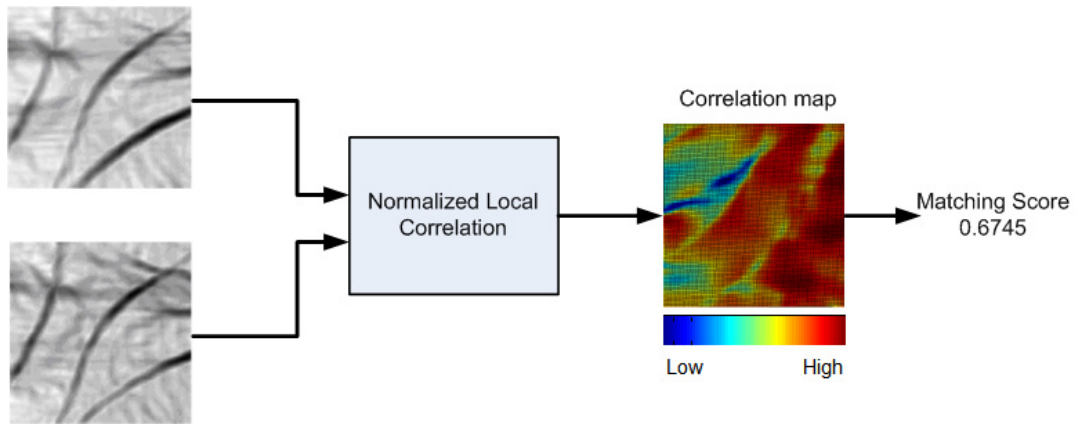 Normalized Local
Correlation
Correlation map
Low
High
Matching Score
0.6745